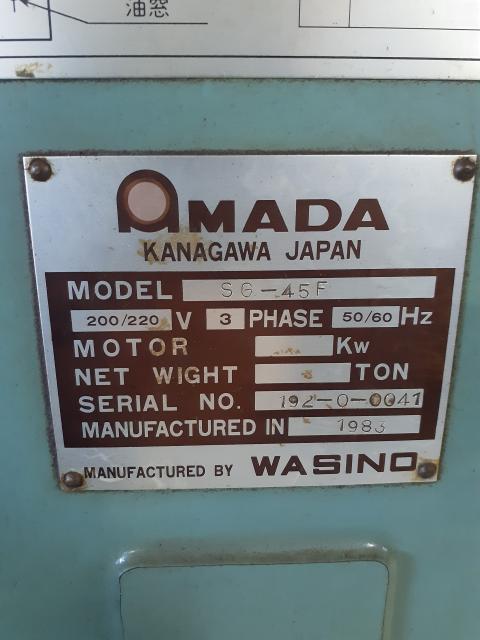 油窓
AMADA
KANAGAWA JAPAN
MODEL SG-45F
200/220 V 3 PHASE 50/60 Hz
MOTOR Kw
NET WIGHT TON
SERIAL NO. 192-0-0041
MANUFACTURED IN 1983
MANUFACTURED BY WASINO